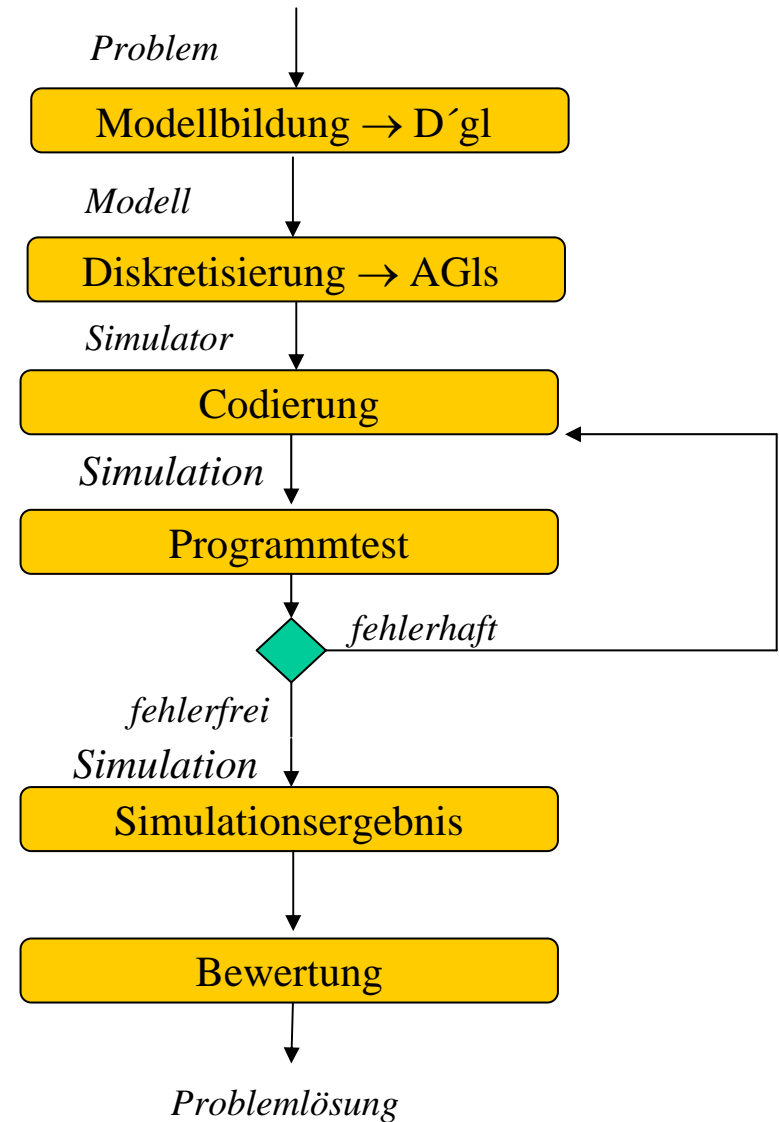 Problem
Modellbildung → D´gl
Modell
Diskretisierung → AGls
Simulator
Codierung
Simulation
Programmtest
fehlerhaft
fehlerfrei
Simulation
Simulationsergebnis
Bewertung
Problemlösung